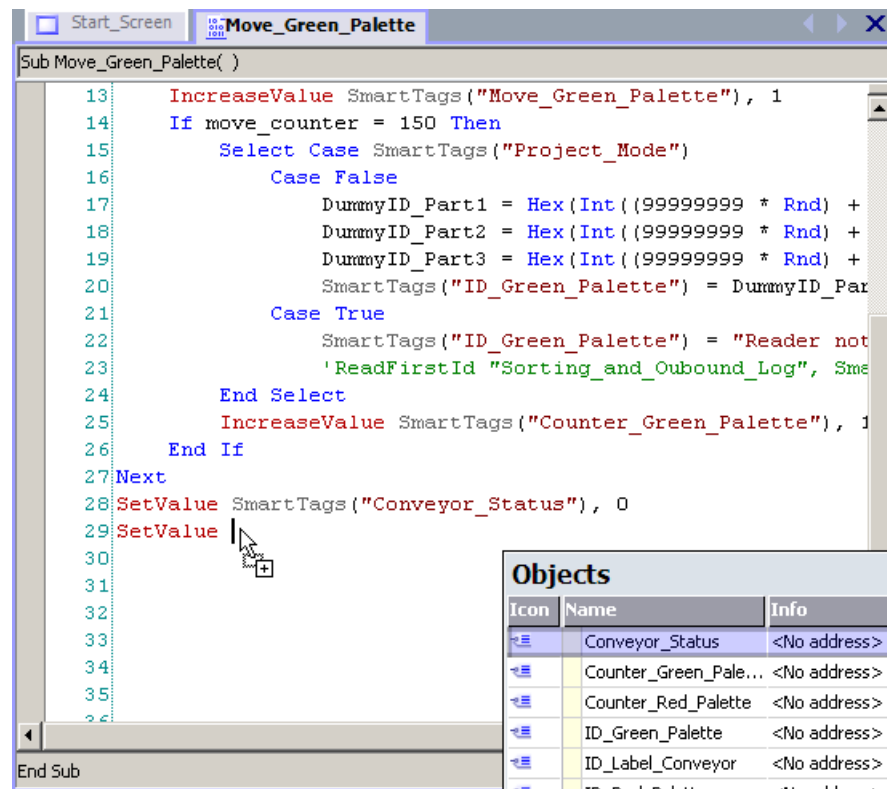 Start_Screen Move_Green_Palette
Sub Move_Green_Palette( )
13 IncreaseValue SmartTags("Move_Green_Palette"), 1
14 If move_counter = 150 Then
15 Select Case SmartTags("Project_Mode")
16 Case False
17 DummyID_Part1 = Hex(Int((99999999 * Rnd) +
18 DummyID_Part2 = Hex(Int((99999999 * Rnd) +
19 DummyID_Part3 = Hex(Int((99999999 * Rnd) +
20 SmartTags("ID_Green_Palette") = DummyID_Par
21 Case True
22 SmartTags("ID_Green_Palette") = "Reader not
23 'ReadFirstId "Sorting_and_Oubound_Log", Sma
24 End Select
25 IncreaseValue SmartTags("Counter_Green_Palette"), 1
26 End If
27 Next
28 SetValue SmartTags("Conveyor_Status"), 0
29 SetValue
30
31
32
33
34
35
Objects
Icon Name Info
Conveyor_Status <No address>
Counter_Green_Pale... <No address>
Counter_Red_Palette <No address>
ID_Green_Palette <No address>
ID_Label_Conveyor <No address>
End Sub